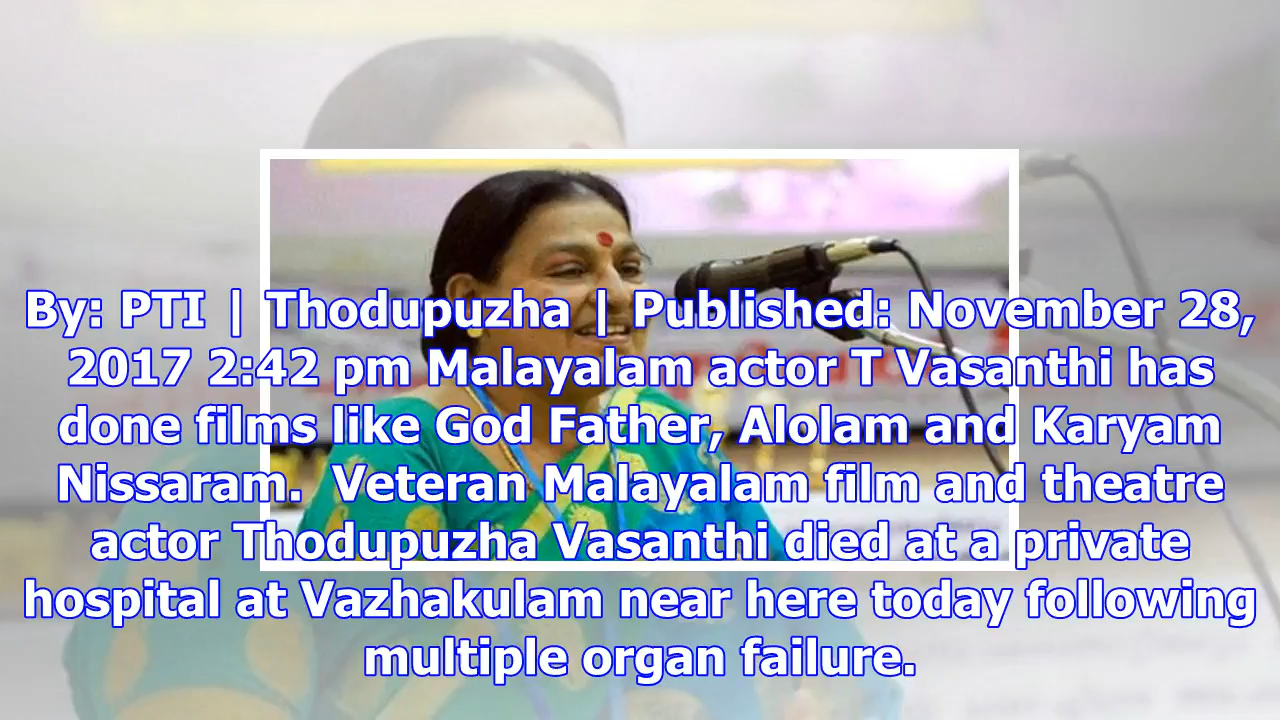 By: PTI | Thodupuzha | Published: November 28,
2017 2:42 pm Malayalam actor T Vasanthi has
done films like God Father, Alolam and Karyam
Nissaram.  Veteran Malayalam film and theatre
actor Thodupuzha Vasanthi died at a private
hospital at Vazhakulam near here today following
multiple organ failure.